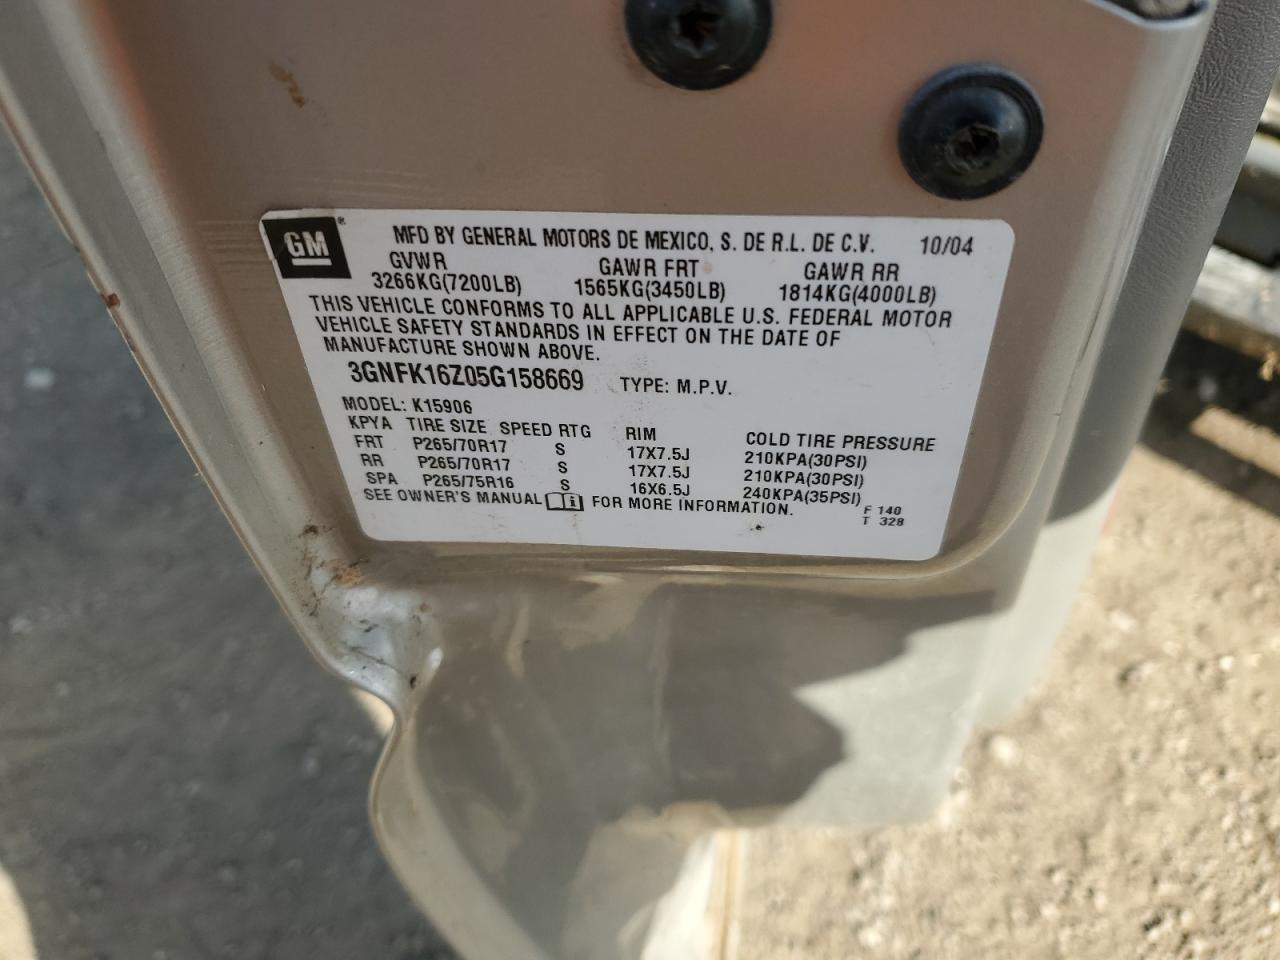 GM®
MFD BY GENERAL MOTORS DE MEXICO, S. DE R.L. DE C.V. 10/04
GVWR GAWR FRT GAWR RR
3266KG(7200LB) 1565KG(3450LB) 1814KG(4000LB)
THIS VEHICLE CONFORMS TO ALL APPLICABLE U.S. FEDERAL MOTOR
VEHICLE SAFETY STANDARDS IN EFFECT ON THE DATE OF
MANUFACTURE SHOWN ABOVE.
3GNFK16Z05G158669 TYPE: M.P.V.
MODEL: K15906
KPYA TIRE SIZE SPEED RTG RIM COLD TIRE PRESSURE
FRT P265/70R17 S 17X7.5J 210KPA(30PSI)
RR P265/70R17 S 17X7.5J 210KPA(30PSI)
SPA P265/75R16 S 16X6.5J 240KPA(35PSI)
SEE OWNER'S MANUAL FOR MORE INFORMATION.
F 140
T 328